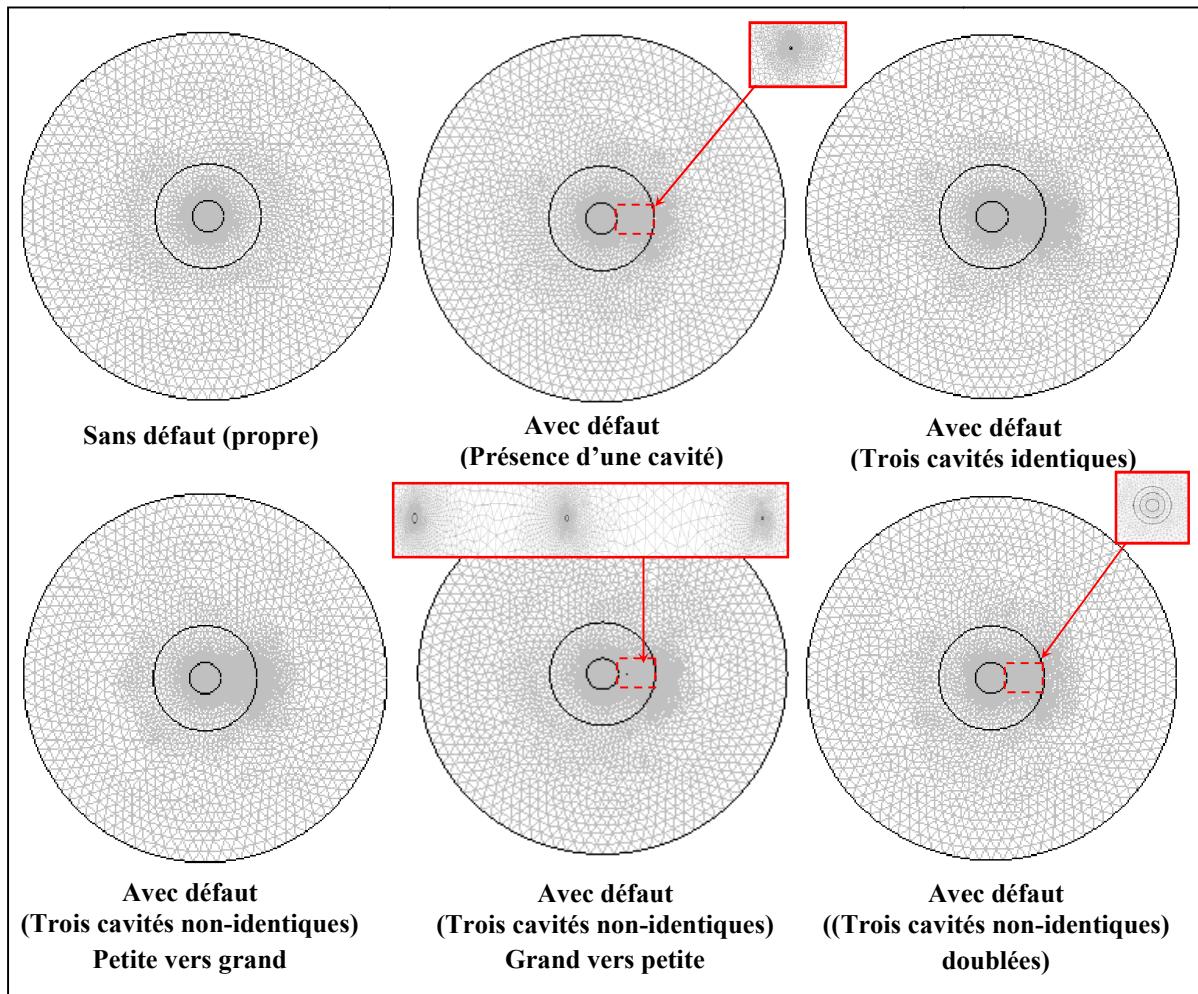 Sans défaut (propre)
Avec défaut
(Présence d’une cavité)
Avec défaut
(Trois cavités identiques)
Avec défaut
(Trois cavités non-identiques)
Petite vers grand
Avec défaut
(Trois cavités non-identiques)
Grand vers petite
Avec défaut
((Trois cavités non-identiques)
doublées)